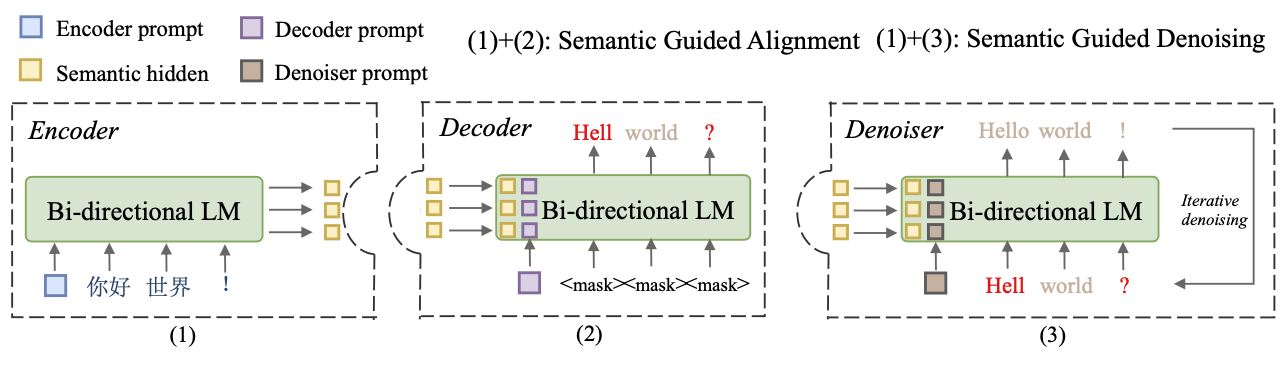 Encoder prompt
Decoder prompt
(1)+(2): Semantic Guided Alignment
(1)+(3): Semantic Guided Denoising
Semantic hidden
Denoiser prompt
Encoder
Bi-directional LM
你好 世界 !
(1)
Decoder
Hell world ?
Bi-directional LM
<mask><mask><mask>
(2)
Denoiser
Hello world !
Bi-directional LM
Iterative
denoising
Hell world ?
(3)